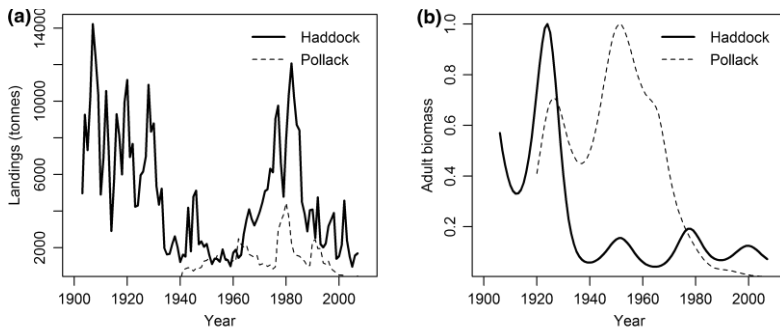 (a)
Landings (tonnes)
14000
10000
6000
2000
Haddock
Pollack
1900 1920 1940 1960 1980 2000
Year
(b)
Adult biomass
1.0
0.8
0.6
0.4
0.2
Haddock
Pollack
1900 1920 1940 1960 1980 2000
Year